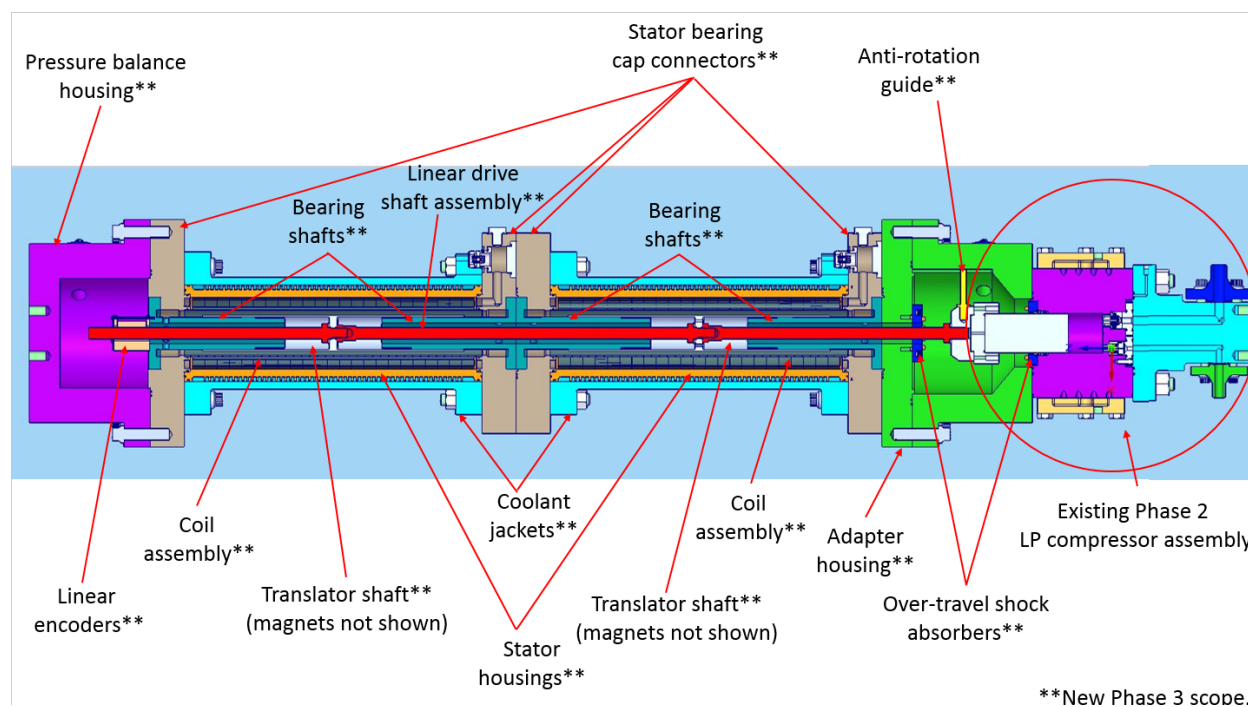 Stator bearing
cap connectors**
Pressure balance
housing**
Anti-rotation
guide**
Linear drive
shaft assembly**
Bearing
shafts**
Bearing
shafts**
Coil
assembly**
Coolant
jackets**
Coil
assembly**
Adapter
housing**
Existing Phase 2
LP compressor assembly
Linear
encoders**
Translator shaft**
(magnets not shown)
Translator shaft**
(magnets not shown)
Over-travel shock
absorbers**
Stator
housings**
**New Phase 3 scope.